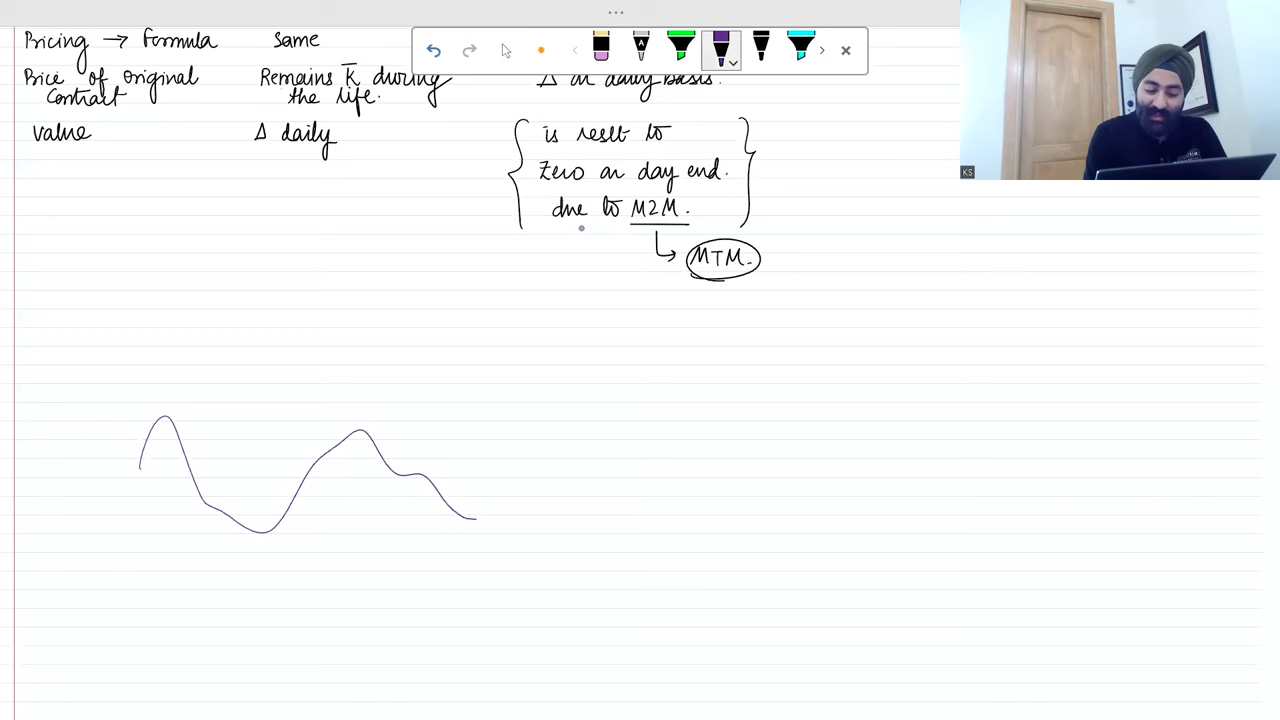 Pricing → Formula Same
Price of original Contract Remains K̅ during the life. Δ on daily basis.
value Δ daily is reset to
Zero on day end.
due to M2M.
MTM.
KS